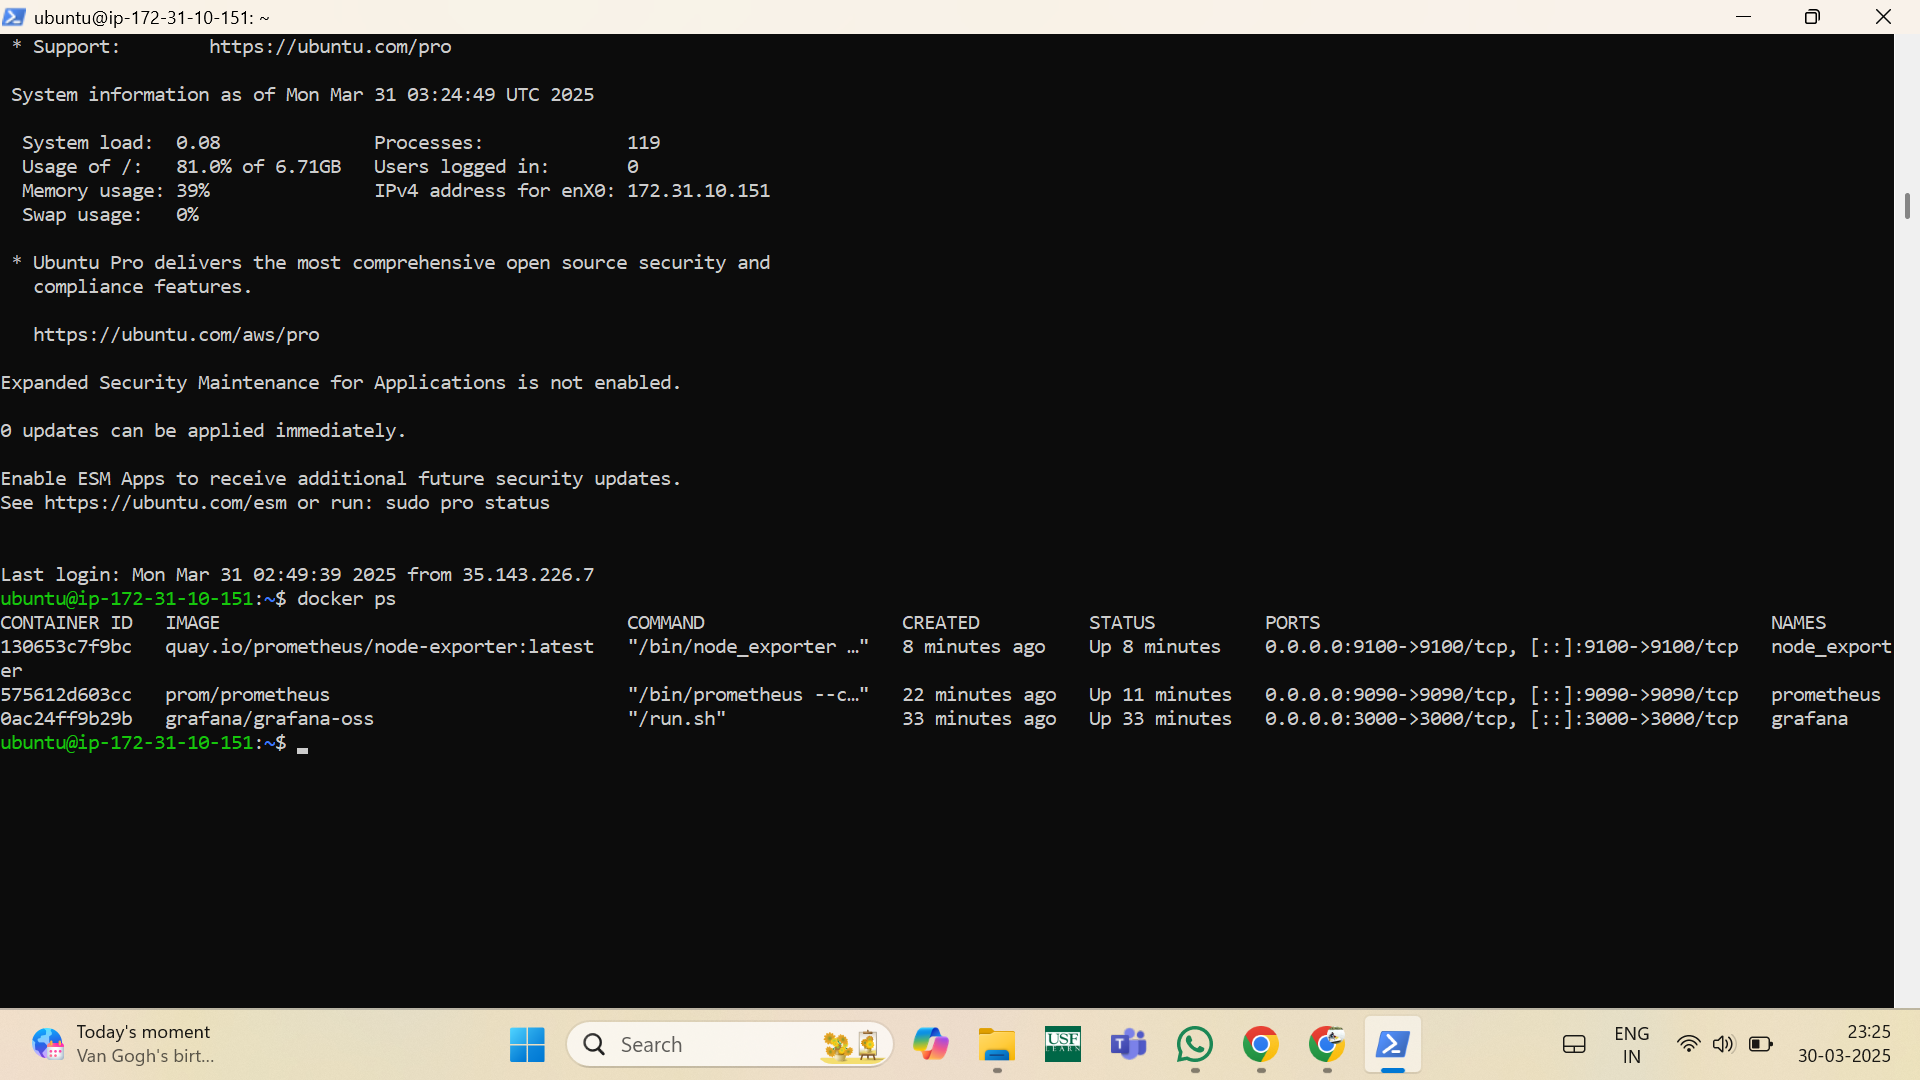 ubuntu@ip-172-31-10-151: ~
* Support:        https://ubuntu.com/pro
System information as of Mon Mar 31 03:24:49 UTC 2025
System load:  0.08              Processes:             119
Usage of /:   81.0% of 6.71GB   Users logged in:       0
Memory usage: 39%               IPv4 address for enX0: 172.31.10.151
Swap usage:   0%
* Ubuntu Pro delivers the most comprehensive open source security and
compliance features.
https://ubuntu.com/aws/pro
Expanded Security Maintenance for Applications is not enabled.
0 updates can be applied immediately.
Enable ESM Apps to receive additional future security updates.
See https://ubuntu.com/esm or run: sudo pro status
Last login: Mon Mar 31 02:49:39 2025 from 35.143.226.7
ubuntu@ip-172-31-10-151:~$ docker ps
CONTAINER ID   IMAGE                                     COMMAND                  CREATED          STATUS          PORTS                                         NAMES
130653c7f9bc   quay.io/prometheus/node-exporter:latest   "/bin/node_exporter …"   8 minutes ago    Up 8 minutes    0.0.0.0:9100->9100/tcp, [::]:9100->9100/tcp   node_export
er
575612d603cc   prom/prometheus                           "/bin/prometheus --c…"   22 minutes ago   Up 11 minutes   0.0.0.0:9090->9090/tcp, [::]:9090->9090/tcp   prometheus
0ac24ff9b29b   grafana/grafana-oss                       "/run.sh"                33 minutes ago   Up 33 minutes   0.0.0.0:3000->3000/tcp, [::]:3000->3000/tcp   grafana
ubuntu@ip-172-31-10-151:~$
Today's moment
Van Gogh's birt...
Search
USF
LEARN
ENG
IN
23:25
30-03-2025